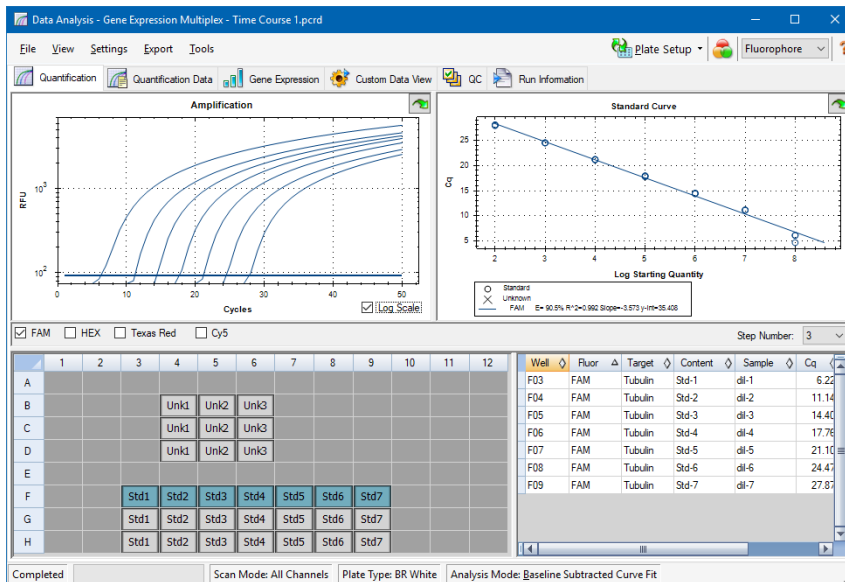 Data Analysis - Gene Expression Multiplex - Time Course 1.pcrd
File View Settings Export Tools
Plate Setup
Fluorophore
?
Quantification Quantification Data Gene Expression Custom Data View QC Run Information
Amplification
RFU
10^3
10^2
0 10 20 30 40 50
Cycles
Log Scale
Standard Curve
Cq
25
20
15
10
5
2 3 4 5 6 7 8
Log Starting Quantity
Standard
Unknown
FAM E= 90.5% R^2=0.992 Slope=-3.573 y-int=35.406
FAM HEX Texas Red Cy5
Step Number: 3
1 2 3 4 5 6 7 8 9 10 11 12
A
B Unk1 Unk2 Unk3
C Unk1 Unk2 Unk3
D Unk1 Unk2 Unk3
E
F Std1 Std2 Std3 Std4 Std5 Std6 Std7
G Std1 Std2 Std3 Std4 Std5 Std6 Std7
H Std1 Std2 Std3 Std4 Std5 Std6 Std7
Well Fluor Target Content Sample Cq
F03 FAM Tubulin Std-1 dil-1 6.22
F04 FAM Tubulin Std-2 dil-2 11.14
F05 FAM Tubulin Std-3 dil-3 14.40
F06 FAM Tubulin Std-4 dil-4 17.76
F07 FAM Tubulin Std-5 dil-5 21.10
F08 FAM Tubulin Std-6 dil-6 24.47
F09 FAM Tubulin Std-7 dil-7 27.87
Completed
Scan Mode: All Channels
Plate Type: BR White
Analysis Mode: Baseline Subtracted Curve Fit